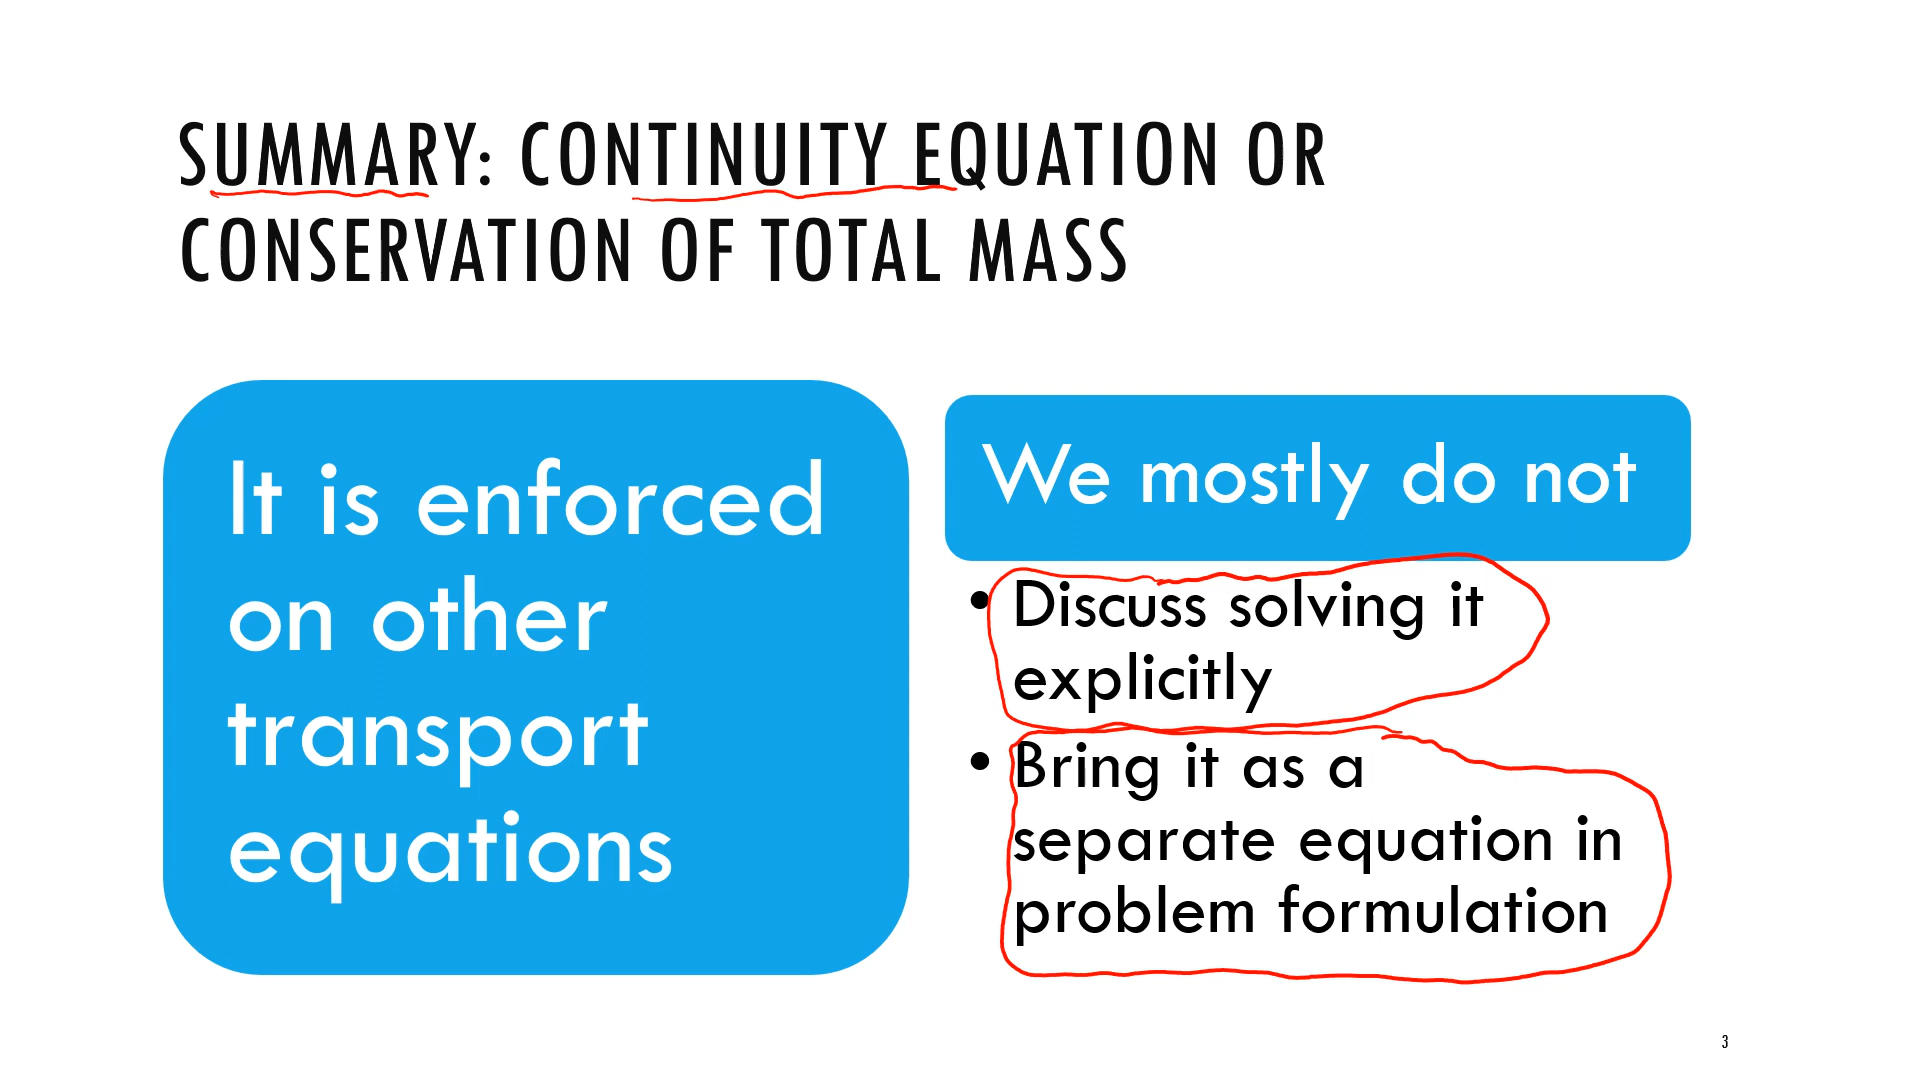 SUMMARY: CONTINUITY EQUATION OR
CONSERVATION OF TOTAL MASS
It is enforced
on other
transport
equations
We mostly do not
• Discuss solving it
explicitly
• Bring it as a
separate equation in
problem formulation
3